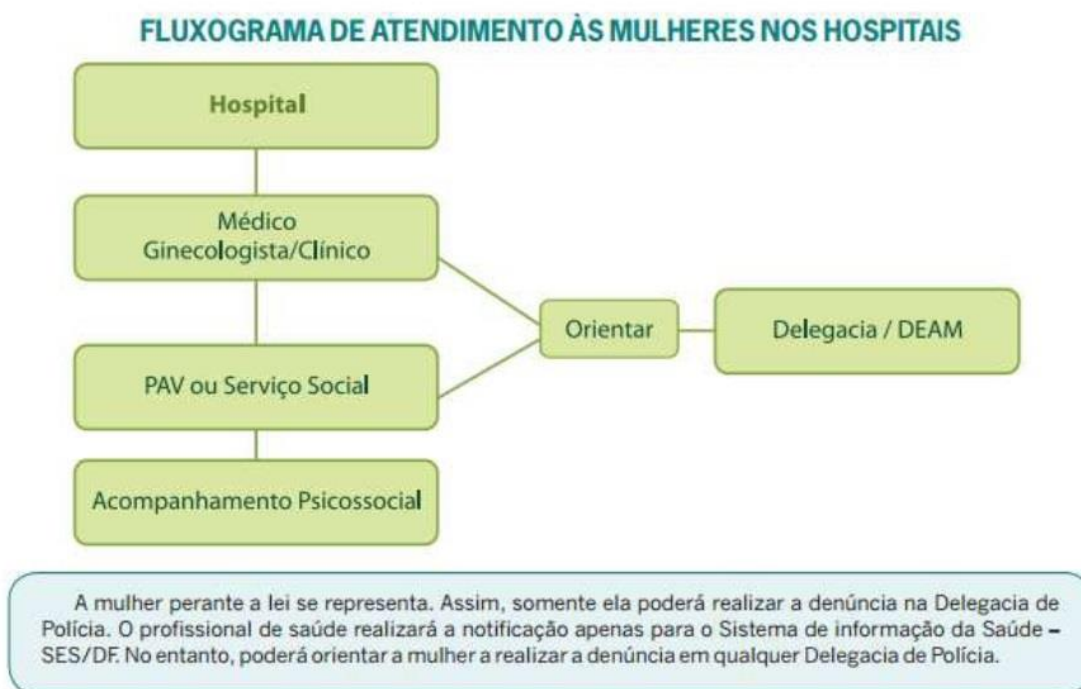 FLUXOGRAMA DE ATENDIMENTO ÀS MULHERES NOS HOSPITAIS
Hospital
Médico
Ginecologista/Clínico
Orientar
Delegacia / DEAM
PAV ou Serviço Social
Acompanhamento Psicossocial
A mulher perante a lei se representa. Assim, somente ela poderá realizar a denúncia na Delegacia de
Polícia. O profissional de saúde realizará a notificação apenas para o Sistema de informação da Saúde –
SES/DF. No entanto, poderá orientar a mulher a realizar a denúncia em qualquer Delegacia de Polícia.